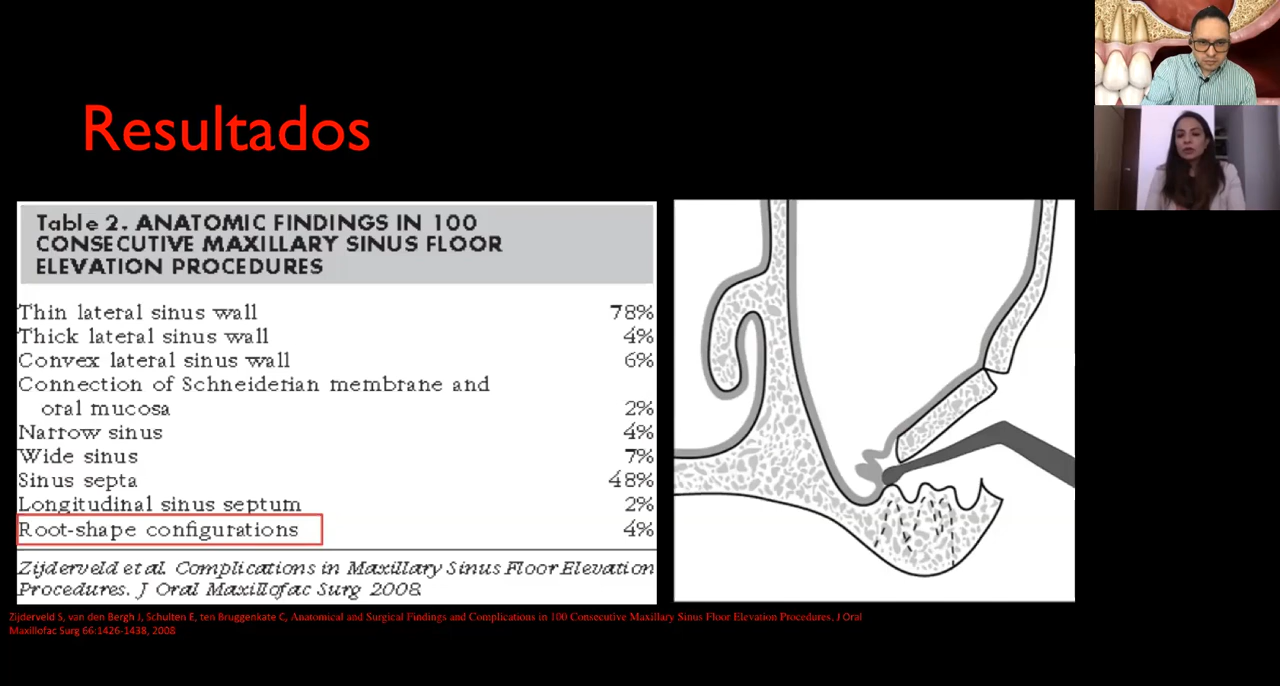 Resultados
Table 2. ANATOMIC FINDINGS IN 100
CONSECUTIVE MAXILLARY SINUS FLOOR
ELEVATION PROCEDURES
Thin lateral sinus wall 78%
Thick lateral sinus wall 4%
Convex lateral sinus wall 6%
Connection of Schneiderian membrane and
oral mucosa 2%
Narrow sinus 4%
Wide sinus 7%
Sinus septa 48%
Longitudinal sinus septum 2%
Root-shape configurations 4%
Zijderveld et al. Complications in Maxillary Sinus Floor Elevation
Procedures. J Oral Maxillofac Surg 2008.
Zijderveld S, van den Bergh J, Schulten E, ten Bruggenkate C, Anatomical and Surgical Findings and Complications in 100 Consecutive Maxillary Sinus Floor Elevation Procedures, J Oral
Maxillofac Surg 66:1426-1438, 2008